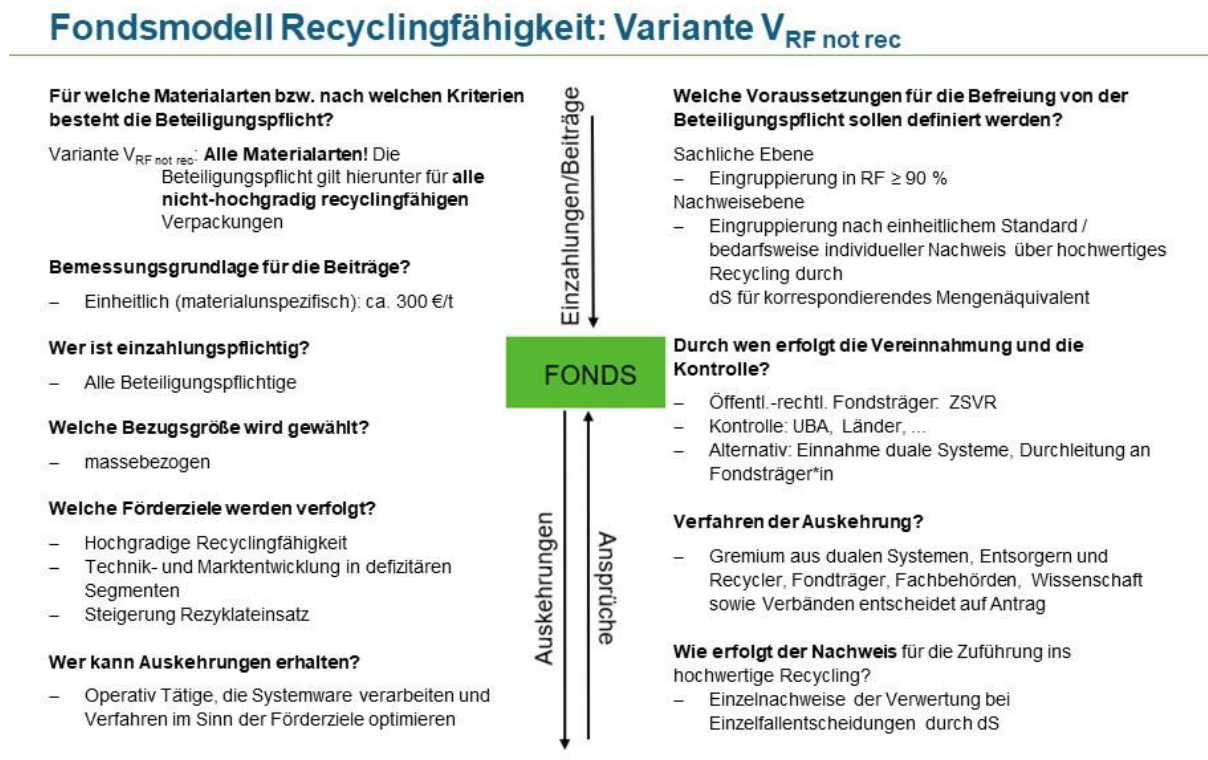 Fondsmodell Recyclingfähigkeit: Variante V RF not rec
Für welche Materialarten bzw. nach welchen Kriterien
besteht die Beteiligungspflicht?
Variante V RF not rec: Alle Materialarten! Die
Beteiligungspflicht gilt hierunter für alle
nicht-hochgradig recyclingfähigen
Verpackungen
Bemessungsgrundlage für die Beiträge?
– Einheitlich (materialunspezifisch): ca. 300 €/t
Wer ist einzahlungspflichtig?
– Alle Beteiligungspflichtige
Welche Bezugsgröße wird gewählt?
– massebezogen
Welche Förderziele werden verfolgt?
– Hochgradige Recyclingfähigkeit
– Technik- und Marktentwicklung in defizitären
Segmenten
– Steigerung Rezyklateinsatz
Wer kann Auskehrungen erhalten?
– Operativ Tätige, die Systemware verarbeiten und
Verfahren im Sinn der Förderziele optimieren
Einzahlungen/Beiträge
FONDS
Auskehrungen
Ansprüche
Welche Voraussetzungen für die Befreiung von der
Beteiligungspflicht sollen definiert werden?
Sachliche Ebene
– Eingruppierung in RF ≥ 90 %
Nachweisebene
– Eingruppierung nach einheitlichem Standard /
bedarfsweise individueller Nachweis über hochwertiges
Recycling durch
dS für korrespondierendes Mengenäquivalent
Durch wen erfolgt die Vereinnahmung und die
Kontrolle?
– Öffentl.-rechtl. Fondsträger: ZSVR
– Kontrolle: UBA, Länder, ...
– Alternativ: Einnahme duale Systeme, Durchleitung an
Fondsträger*in
Verfahren der Auskehrung?
– Gremium aus dualen Systemen, Entsorgern und
Recycler, Fondträger, Fachbehörden, Wissenschaft
sowie Verbänden entscheidet auf Antrag
Wie erfolgt der Nachweis für die Zuführung ins
hochwertige Recycling?
– Einzelnachweise der Verwertung bei
Einzelfallentscheidungen durch dS